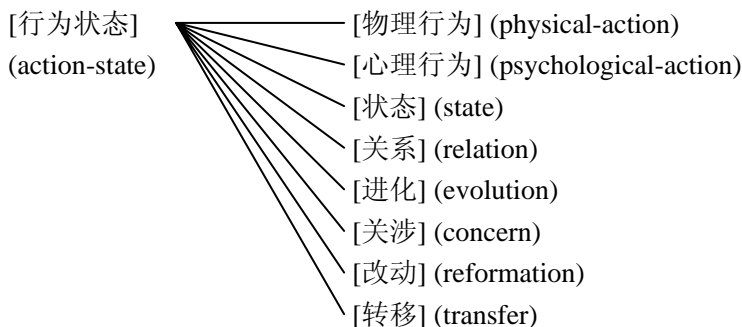 [行为状态]
(action-state)
[物理行为] (physical-action)
[心理行为] (psychological-action)
[状态] (state)
[关系] (relation)
[进化] (evolution)
[关涉] (concern)
[改动] (reformation)
[转移] (transfer)